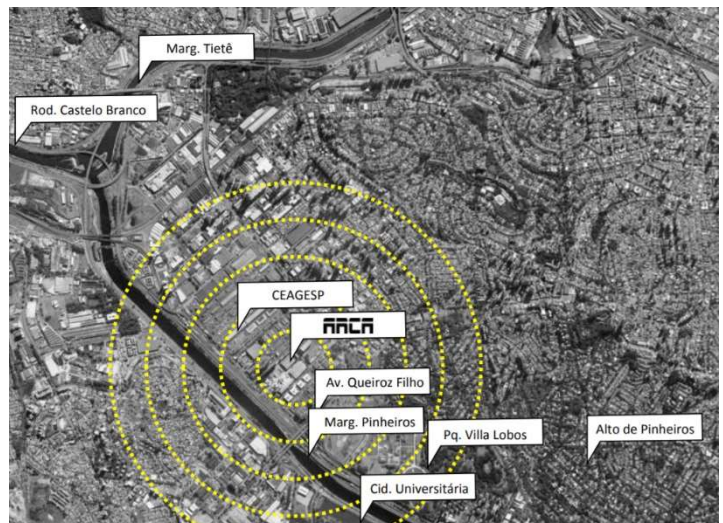 Marg. Tietê
Rod. Castelo Branco
CEAGESP
ARCA
Av. Queiroz Filho
Marg. Pinheiros
Pq. Villa Lobos
Alto de Pinheiros
Cid. Universitária